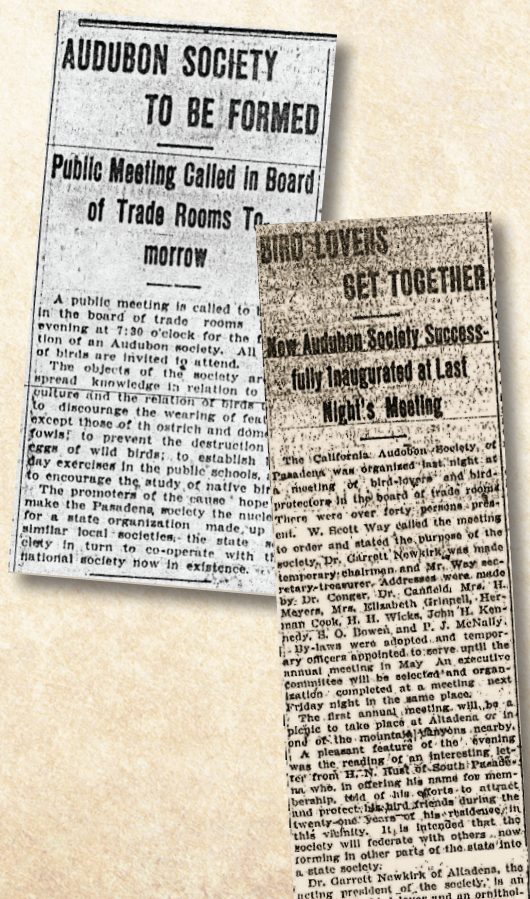 AUDUBON SOCIETY
TO BE FORMED
Public Meeting Called in Board
of Trade Rooms To-
morrow
A public meeting is called to
in the board of trade rooms
evening at 7:30 o'clock for the f
tion of an Audubon society. All
of birds are invited to attend.
The objects of the society are
spread knowledge in relation to
culture and the relation of birds
to discourage the wearing of feat
except those of th ostrich and dome
fowls; to prevent the destruction
eggs of wild birds; to establish
day exercises in the public schools,
to encourage the study of native bir
The promoters of the cause hope
make the Pasadena society the nucle
for a state organization made up
similar local societies, the state
ciety in turn to co-operate with th
national society now in existence.
BIRD LOVERS
GET TOGETHER
New Audubon Society Success-
fully Inaugurated at Last
Night's Meeting
The California Audubon Society, of
Pasadena was organized last night at
a meeting of bird-lovers and bird-
protectors in the board of trade rooms
There were over forty persons pres-
ent. W. Scott Way called the meeting
to order and stated the purpose of the
society, Dr. Garrett Newkirk was made
temporary chairman and Mr. Way sec-
retary-treasurer. Addresses were made
by Dr. Conger, Dr. Canfield, Mrs. H.
Meyers, Mrs. Elizabeth Grinnell, Her-
man Cook, H. H. Wicks, John H. Ken-
nedy, S. O. Bowen and P. J. McNally.
By-laws were adopted and tempor-
ary officers appointed to serve until the
annual meeting in May An executive
committee will be selected and organ-
ization completed at a meeting next
Friday night in the same place.
The first annual meeting will be a
picnic to take place at Altadena or in
one of the mountain canyons nearby.
A pleasant feature of the evening
was the reading of an interesting let-
ter from H. N. Rust of South Pasade-
na who, in offering his name for mem-
bership, told of his efforts to attract
and protect his bird friends during the
twenty-one years of his residence in
this vicinity. It is intended that the
society will federate with others now
forming in other parts of the state into
a state society.
Dr. Garrett Newkirk of Altadena, the
acting president of the society, is an